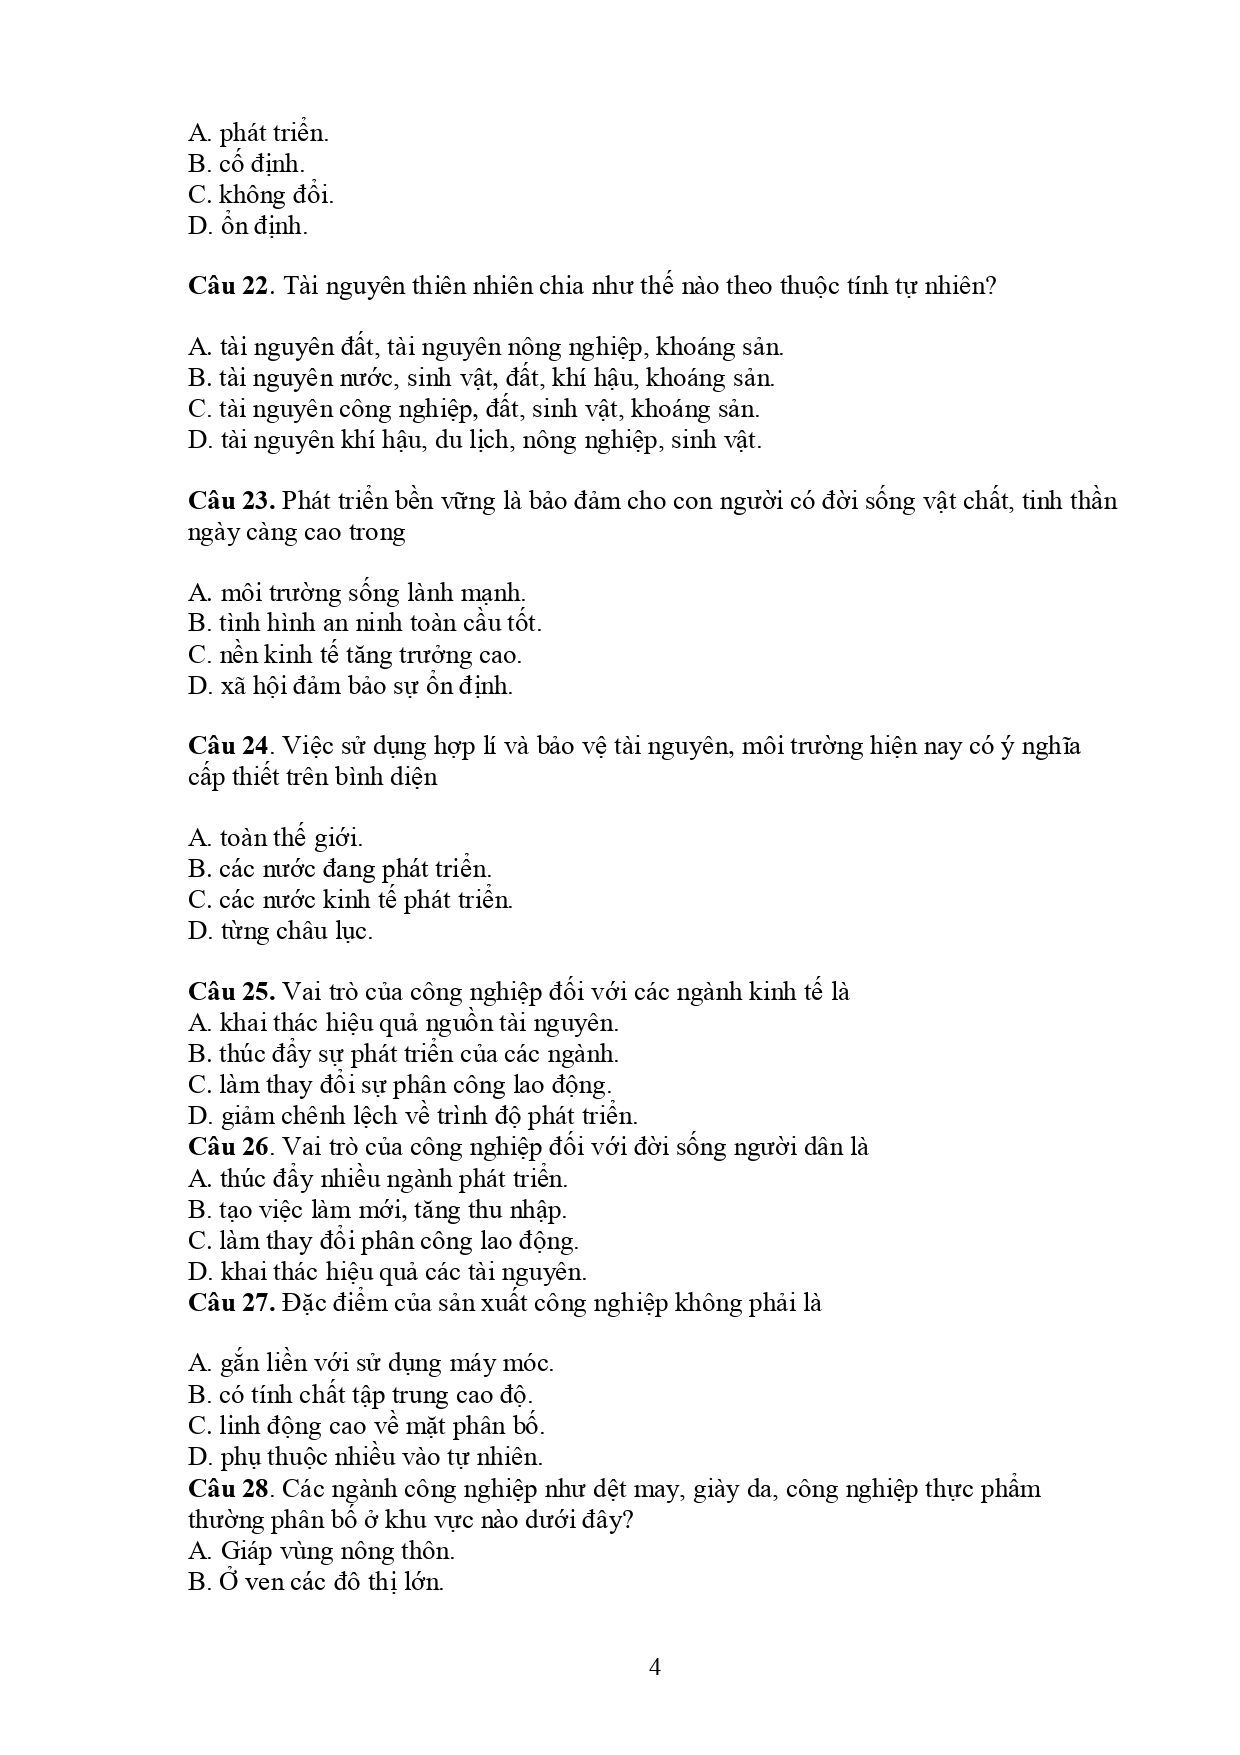 A. phát triển.
B. cố định.
C. không đổi.
D. ổn định.
Câu 22. Tài nguyên thiên nhiên chia như thế nào theo thuộc tính tự nhiên?
A. tài nguyên đất, tài nguyên nông nghiệp, khoáng sản.
B. tài nguyên nước, sinh vật, đất, khí hậu, khoáng sản.
C. tài nguyên công nghiệp, đất, sinh vật, khoáng sản.
D. tài nguyên khí hậu, du lịch, nông nghiệp, sinh vật.
Câu 23. Phát triển bền vững là bảo đảm cho con người có đời sống vật chất, tinh thần
ngày càng cao trong
A. môi trường sống lành mạnh.
B. tình hình an ninh toàn cầu tốt.
C. nền kinh tế tăng trưởng cao.
D. xã hội đảm bảo sự ổn định.
Câu 24. Việc sử dụng hợp lí và bảo vệ tài nguyên, môi trường hiện nay có ý nghĩa
cấp thiết trên bình diện
A. toàn thế giới.
B. các nước đang phát triển.
C. các nước kinh tế phát triển.
D. từng châu lục.
Câu 25. Vai trò của công nghiệp đối với các ngành kinh tế là
A. khai thác hiệu quả nguồn tài nguyên.
B. thúc đẩy sự phát triển của các ngành.
C. làm thay đổi sự phân công lao động.
D. giảm chênh lệch về trình độ phát triển.
Câu 26. Vai trò của công nghiệp đối với đời sống người dân là
A. thúc đẩy nhiều ngành phát triển.
B. tạo việc làm mới, tăng thu nhập.
C. làm thay đổi phân công lao động.
D. khai thác hiệu quả các tài nguyên.
Câu 27. Đặc điểm của sản xuất công nghiệp không phải là
A. gắn liền với sử dụng máy móc.
B. có tính chất tập trung cao độ.
C. linh động cao về mặt phân bố.
D. phụ thuộc nhiều vào tự nhiên.
Câu 28. Các ngành công nghiệp như dệt may, giày da, công nghiệp thực phẩm
thường phân bố ở khu vực nào dưới đây?
A. Giáp vùng nông thôn.
B. Ở ven các đô thị lớn.
4